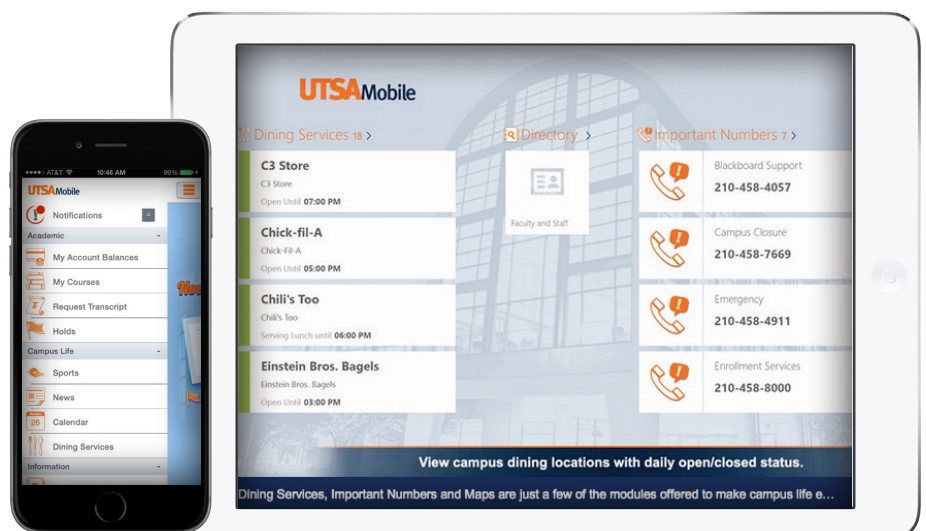 AT&T
10:46 AM
99%
UTSAMobile
Notifications
4
Academic -
My Account Balances
My Courses
Request Transcript
Holds
Campus Life -
Sports
News
26
Calendar
Dining Services
Information -
UTSAMobile
Dining Services 18 >
C3 Store
C3 Store
Open Until 07:00 PM
Chick-fil-A
Chick-Fil-A
Open Until 05:00 PM
Chili's Too
Chili's Too
Serving Lunch until 06:00 PM
Einstein Bros. Bagels
Einstein Bros. Bagels
Open Until 03:00 PM
Directory >
Faculty and Staff
Important Numbers 7 >
Blackboard Support
210-458-4057
Campus Closure
210-458-7669
Emergency
210-458-4911
Enrollment Services
210-458-8000
View campus dining locations with daily open/closed status.
Dining Services, Important Numbers and Maps are just a few of the modules offered to make campus life e...